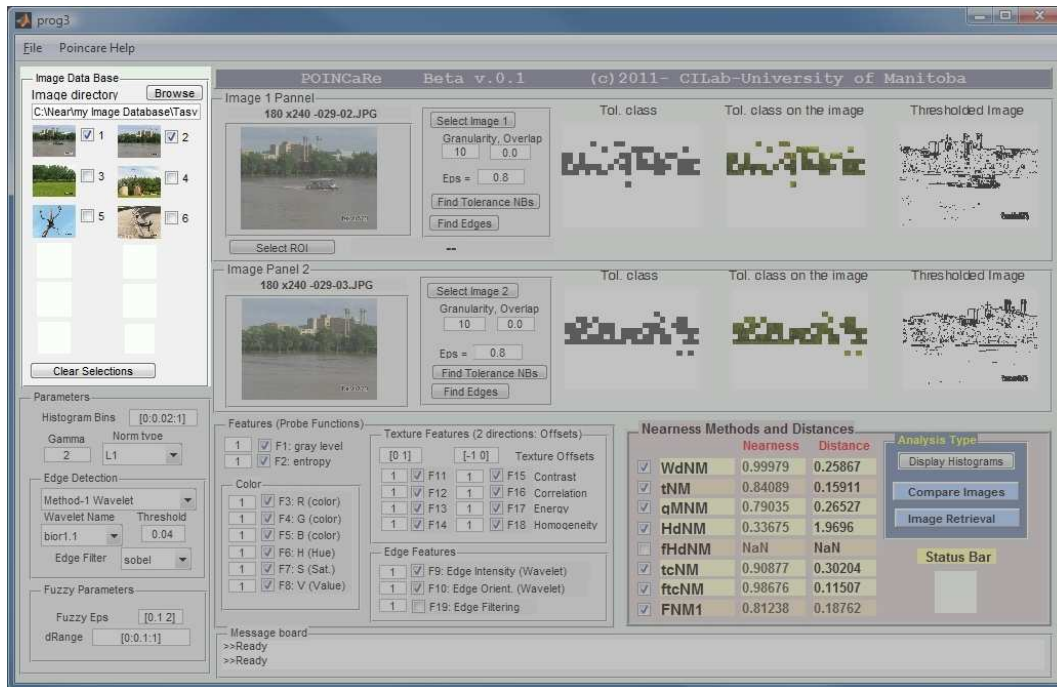 prog3
File Poincare Help
Image Data Base
Image directory Browse
C:\Near\my Image Database\Tasv
1 2
3 4
5 6
Clear Selections
POINCaRe Beta v.0.1 (c)2011- CILab-University of Manitoba
Image 1 Pannel
180 x240 -029-02.JPG
Select Image 1
Granularity, Overlap
10 0.0
Eps = 0.8
Find Tolerance NBs
Find Edges
Select ROI
--
Tol. class Tol. class on the image Thresholded Image
Image Panel 2
180 x240 -029-03.JPG
Select Image 2
Granularity, Overlap
10 0.0
Eps = 0.8
Find Tolerance NBs
Find Edges
Tol. class Tol. class on the image Thresholded Image
Parameters
Histogram Bins [0:0.02:1]
Gamma Norm type
2 L1
Edge Detection
Method-1 Wavelet
Wavelet Name Threshold
bior1.1 0.04
Edge Filter sobel
Fuzzy Parameters
Fuzzy Eps [0.1 2]
dRange [0:0.1:1]
Features (Probe Functions)
1 F1: gray level
1 F2: entropy
Color
1 F3: R (color)
1 F4: G (color)
1 F5: B (color)
1 F6: H (Hue)
1 F7: S (Sat.)
1 F8: V (Value)
Texture Features (2 directions: Offsets)
[0 1] [-1 0] Texture Offsets
1 F11 1 F15 Contrast
1 F12 1 F16 Correlation
1 F13 1 F17 Energy
1 F14 1 F18 Homogeneity
Edge Features
1 F9: Edge Intensity (Wavelet)
1 F10: Edge Orient. (Wavelet)
1 F19: Edge Filtering
Nearness Methods and Distances
Nearness Distance
WdNM 0.99979 0.25867
tNM 0.84089 0.15911
qMNM 0.79035 0.26527
HdNM 0.33675 1.9696
fHdNM NaN NaN
tcNM 0.90877 0.30204
ftcNM 0.98676 0.11507
FNM1 0.81238 0.18762
Analysis Type
Display Histograms
Compare Images
Image Retrieval
Status Bar
Message board
>>Ready
>>Ready